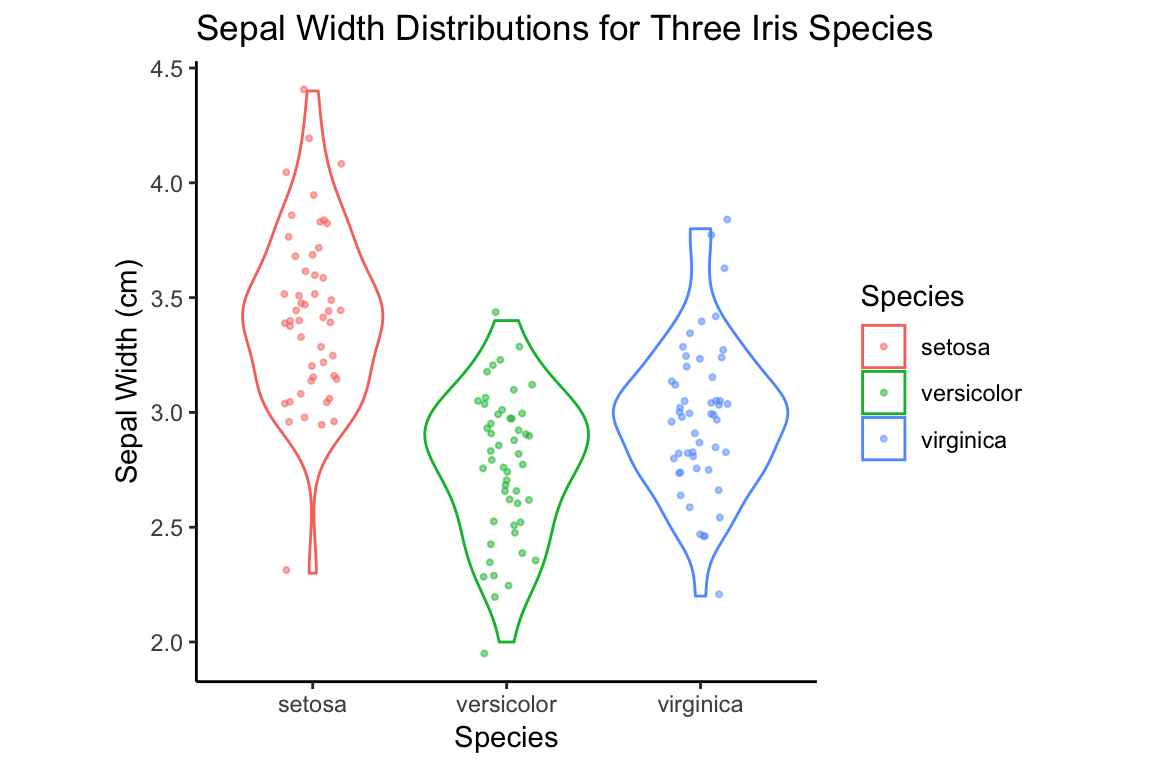 Sepal Width Distributions for Three Iris Species
4.5
4.0
3.5
3.0
2.5
2.0
Sepal Width (cm)
setosa versicolor virginica
Species
Species
setosa
versicolor
virginica